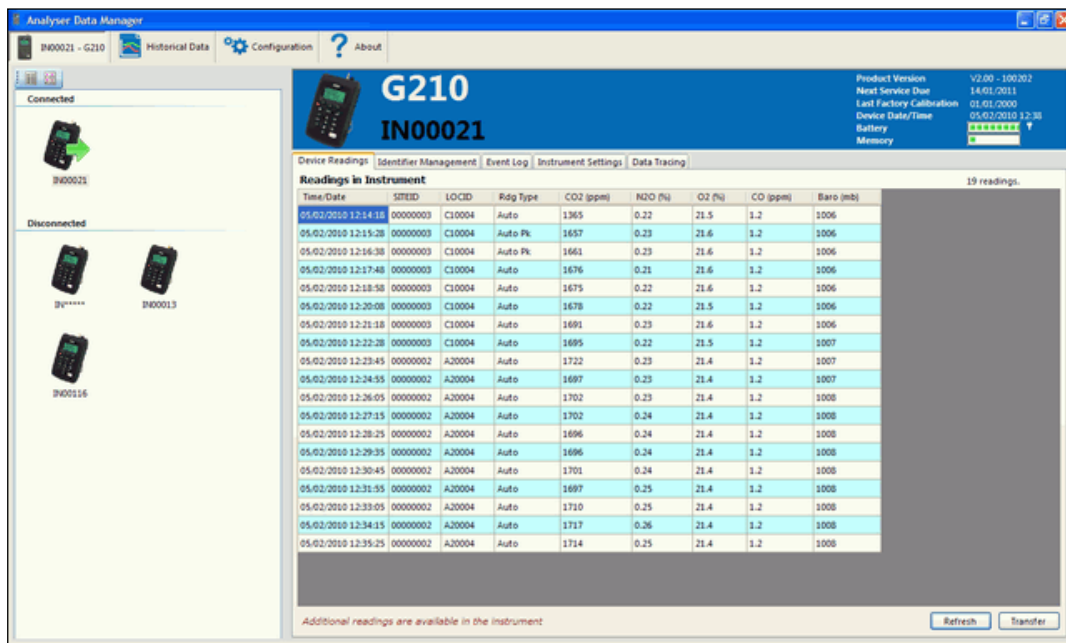 Analyser Data Manager
IN00021 - G210 Historical Data Configuration About
Connected
IN00021
Disconnected
IN***** IN00013
IN00116
G210
IN00021
Product Version V2.00 - 100202
Next Service Due 14/01/2011
Last Factory Calibration 01/01/2000
Device Date/Time 05/02/2010 12:38
Battery
Memory
Device Readings Identifier Management Event Log Instrument Settings Data Tracing
Readings in Instrument 19 readings.
Time/Date SITEID LOCID Rdg Type CO2 (ppm) N2O (%) O2 (%) CO (ppm) Baro (mb)
05/02/2010 12:14:18 00000003 C10004 Auto 1365 0.22 21.5 1.2 1006
05/02/2010 12:15:28 00000003 C10004 Auto Pk 1657 0.23 21.6 1.2 1006
05/02/2010 12:16:38 00000003 C10004 Auto Pk 1661 0.23 21.6 1.2 1006
05/02/2010 12:17:48 00000003 C10004 Auto 1676 0.21 21.6 1.2 1006
05/02/2010 12:18:58 00000003 C10004 Auto 1675 0.22 21.6 1.2 1006
05/02/2010 12:20:08 00000003 C10004 Auto 1678 0.22 21.5 1.2 1006
05/02/2010 12:21:18 00000003 C10004 Auto 1691 0.23 21.6 1.2 1006
05/02/2010 12:22:28 00000003 C10004 Auto 1695 0.22 21.5 1.2 1007
05/02/2010 12:23:45 00000002 A20004 Auto 1722 0.23 21.4 1.2 1007
05/02/2010 12:24:55 00000002 A20004 Auto 1697 0.23 21.4 1.2 1007
05/02/2010 12:26:05 00000002 A20004 Auto 1702 0.23 21.4 1.2 1008
05/02/2010 12:27:15 00000002 A20004 Auto 1702 0.24 21.4 1.2 1008
05/02/2010 12:28:25 00000002 A20004 Auto 1696 0.24 21.4 1.2 1008
05/02/2010 12:29:35 00000002 A20004 Auto 1696 0.24 21.4 1.2 1008
05/02/2010 12:30:45 00000002 A20004 Auto 1701 0.24 21.4 1.2 1008
05/02/2010 12:31:55 00000002 A20004 Auto 1697 0.25 21.4 1.2 1008
05/02/2010 12:33:05 00000002 A20004 Auto 1710 0.25 21.4 1.2 1008
05/02/2010 12:34:15 00000002 A20004 Auto 1717 0.26 21.4 1.2 1008
05/02/2010 12:35:25 00000002 A20004 Auto 1714 0.25 21.4 1.2 1008
Additional readings are available in the instrument Refresh Transfer